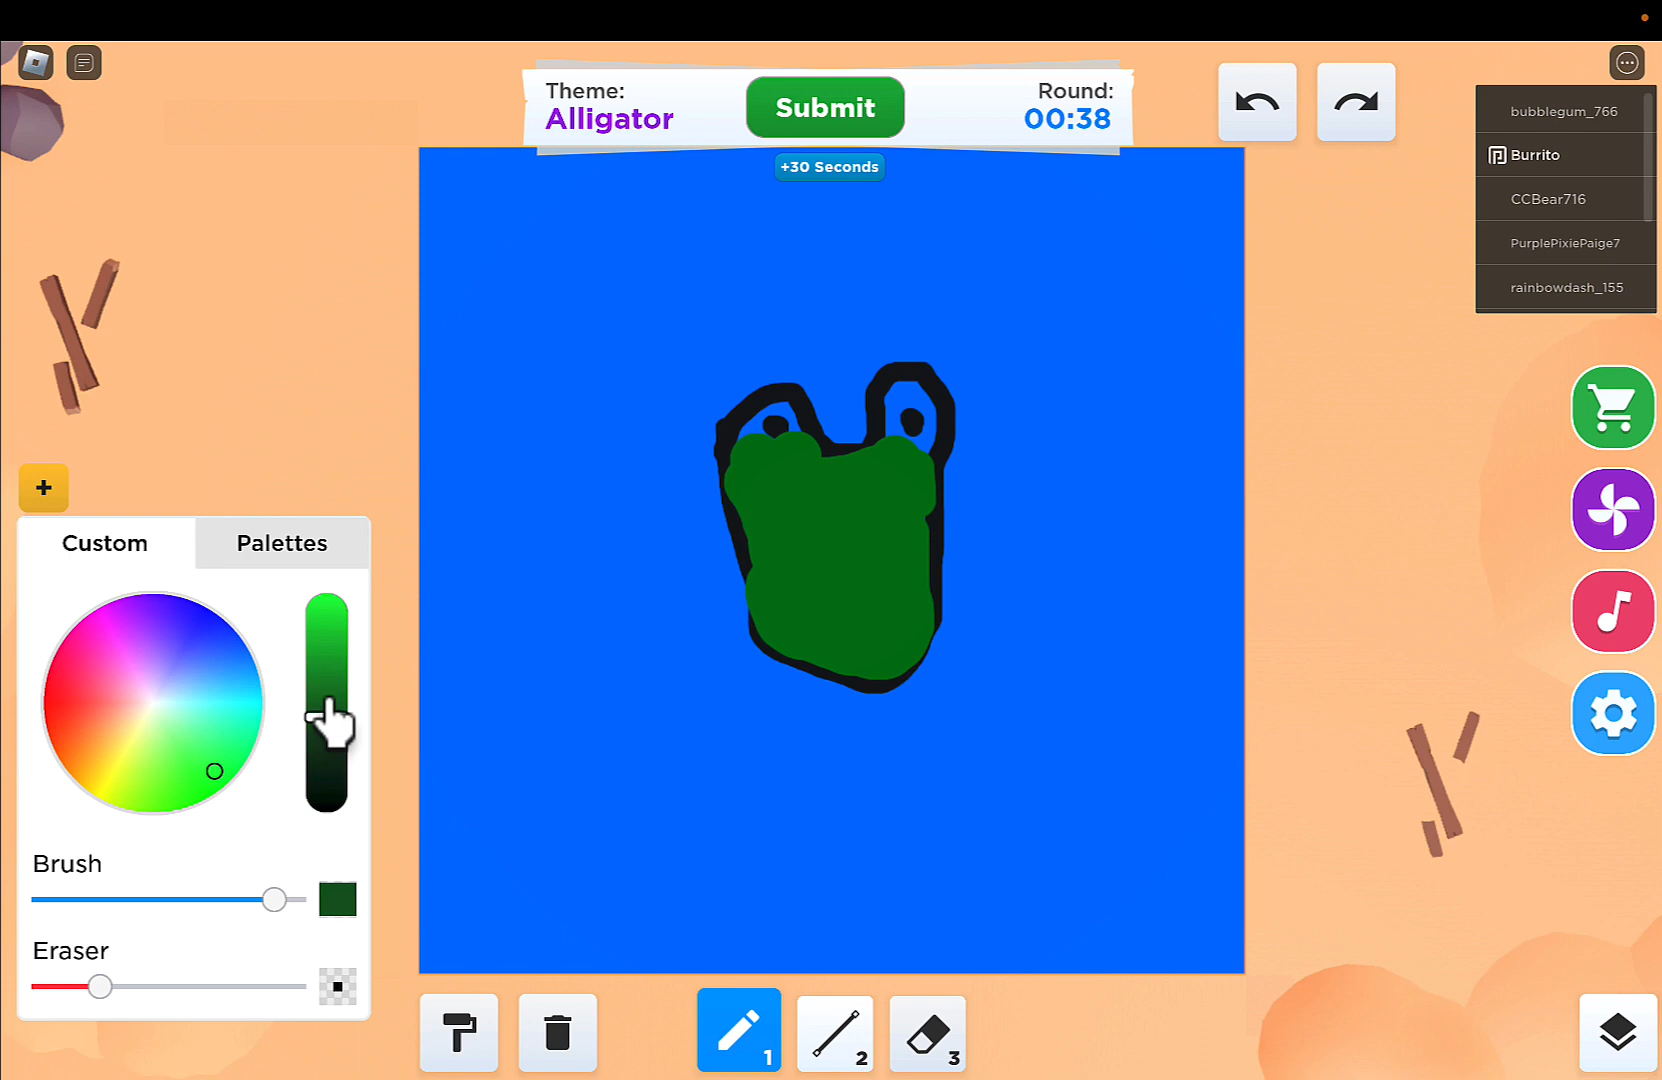 Theme:
Alligator
Submit
Round:
00:38
+30 Seconds
bubblegum_766
Burrito
CCBear716
PurplePixiePaige7
rainbowdash_155
+
Custom
Palettes
Brush
Eraser
1
2
3